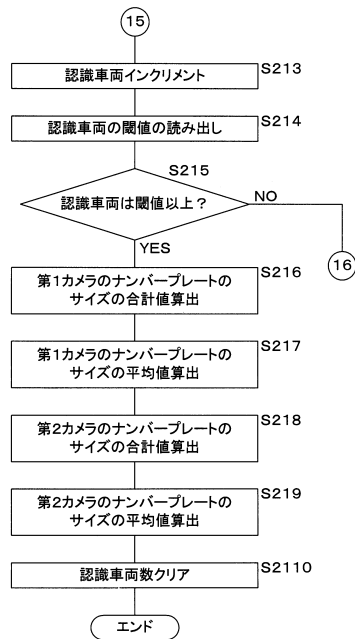 15
認識車両インクリメント
S213
認識車両の閾値の読み出し
S214
S215
認識車両は閾値以上？
NO
YES
16
第1カメラのナンバープレートの
サイズの合計値算出
S216
第1カメラのナンバープレートの
サイズの平均値算出
S217
第2カメラのナンバープレートの
サイズの合計値算出
S218
第2カメラのナンバープレートの
サイズの平均値算出
S219
認識車両数クリア
S2110
エンド